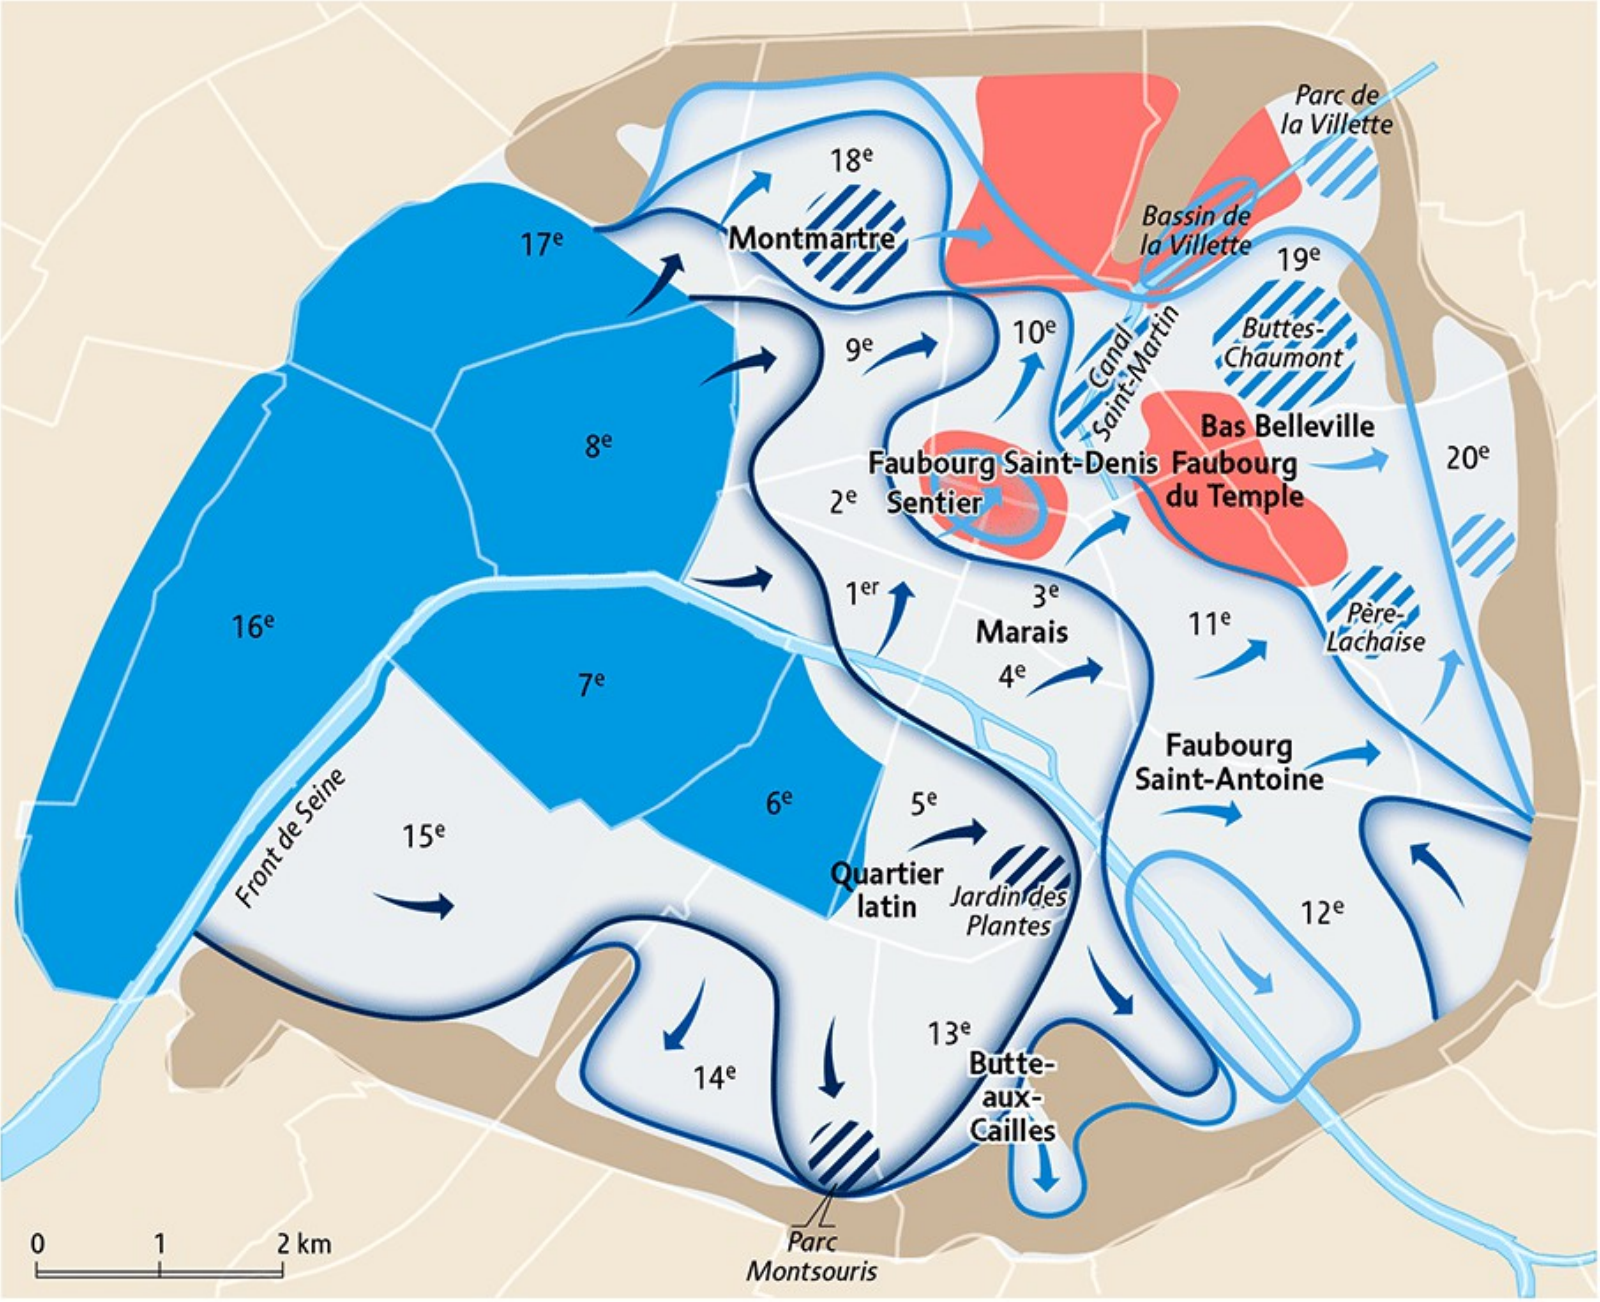 Parc de
la Villette
18e
Bassin de
la Villette
17e
Montmartre
19e
10e
9e
Canal
Saint-Martin
Buttes-
Chaumont
8e
Bas Belleville
20e
Faubourg Saint-Denis
Faubourg
du Temple
2e
Sentier
1er
3e
16e
Marais
11e
Père-
Lachaise
4e
7e
Faubourg
Saint-Antoine
6e
5e
15e
Front de Seine
Quartier
latin
Jardin des
Plantes
12e
13e
14e
Butte-
aux-
Cailles
Parc
Montsouris
0 1 2 km